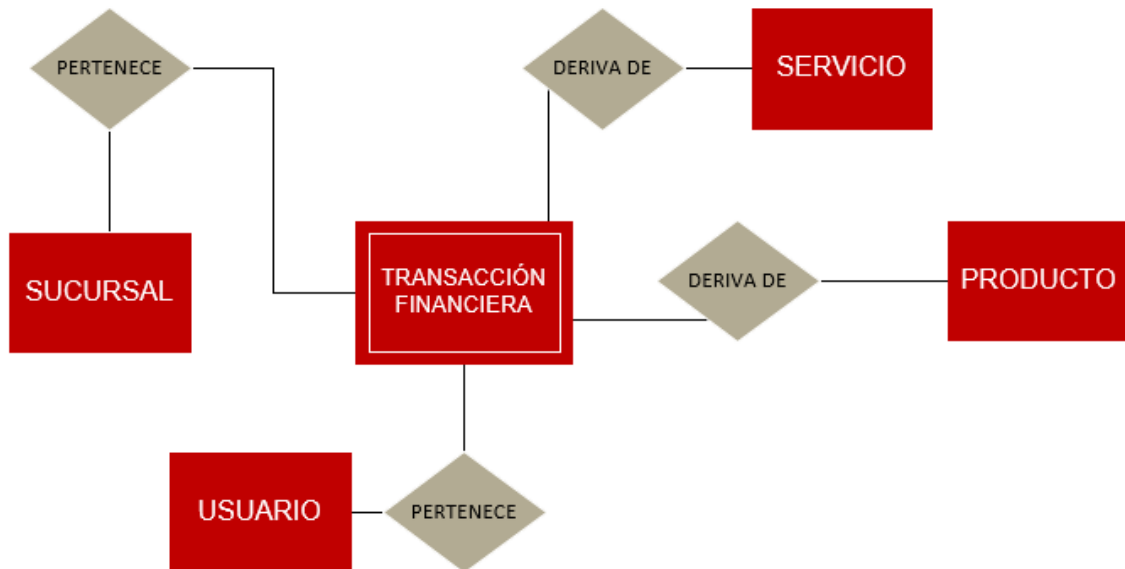 PERTENECE
DERIVA DE
SERVICIO
SUCURSAL
TRANSACCIÓN
FINANCIERA
DERIVA DE
PRODUCTO
USUARIO
PERTENECE